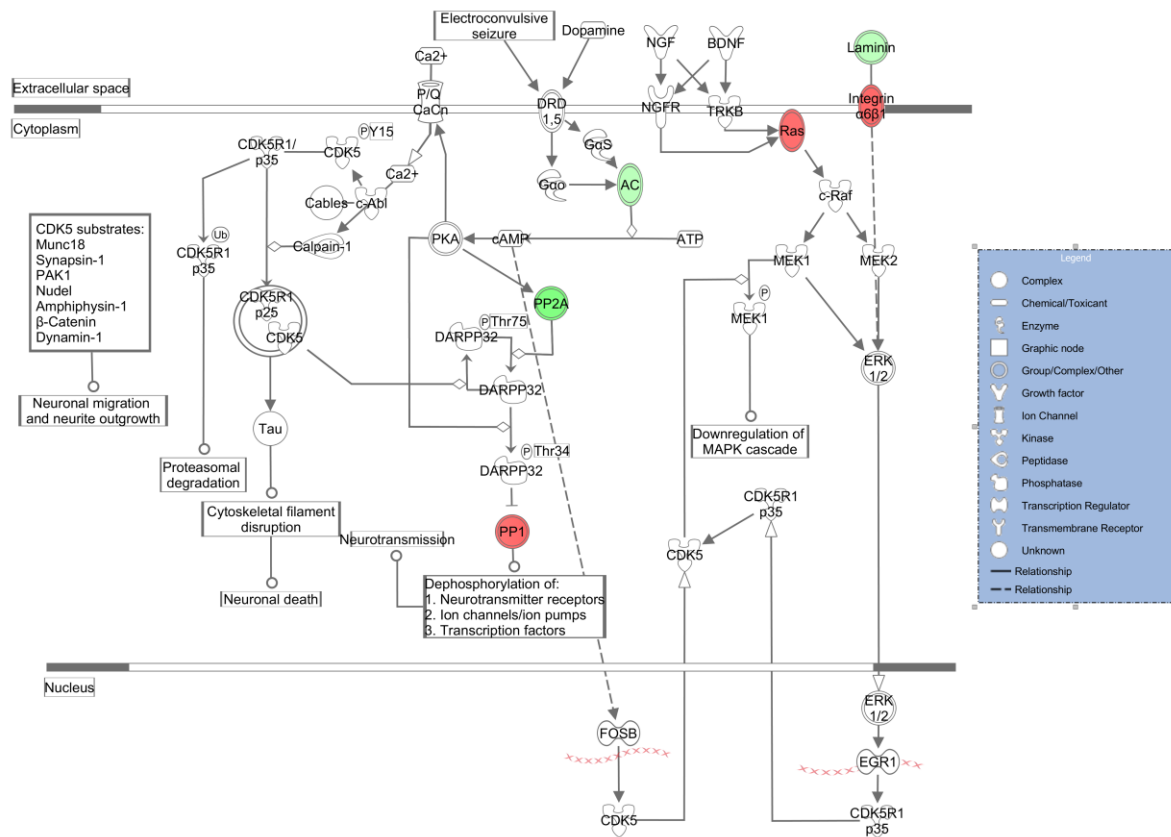 Electroconvulsive
seizure
Dopamine
NGF
BDNF
Laminin
Ca2+
Extracellular space
P/Q
CaCn
DRD
1,5
NGFR
TRKB
Integrin
α6β1
Cytoplasm
P Y15
CDK5R1/
p35
CDK5
GαS
Ras
Ca2+
Gαo
AC
c-Raf
Cables
c-Abl
CDK5 substrates:
Munc18
Synapsin-1
PAK1
Nudel
Amphiphysin-1
β-Catenin
Dynamin-1
Ub
CDK5R1
p35
Calpain-1
PKA
cAMP
ATP
MEK1
MEK2
Legend
Complex
Chemical/Toxicant
Enzyme
Graphic node
Group/Complex/Other
Growth factor
Ion Channel
Kinase
Peptidase
Phosphatase
Transcription Regulator
Transmembrane Receptor
Unknown
Relationship
Relationship
CDK5R1
p25
CDK5
PP2A
P
MEK1
P Thr75
DARPP32
DARPP32
ERK
1/2
Neuronal migration
and neurite outgrowth
Tau
Downregulation of
MAPK cascade
P Thr34
DARPP32
Proteasomal
degradation
CDK5R1
p35
Cytoskeletal filament
disruption
PP1
Neurotransmission
CDK5
Neuronal death
Dephosphorylation of:
1. Neurotransmitter receptors
2. Ion channels/ion pumps
3. Transcription factors
Nucleus
ERK
1/2
FOSB
EGR1
CDK5
CDK5R1
p35